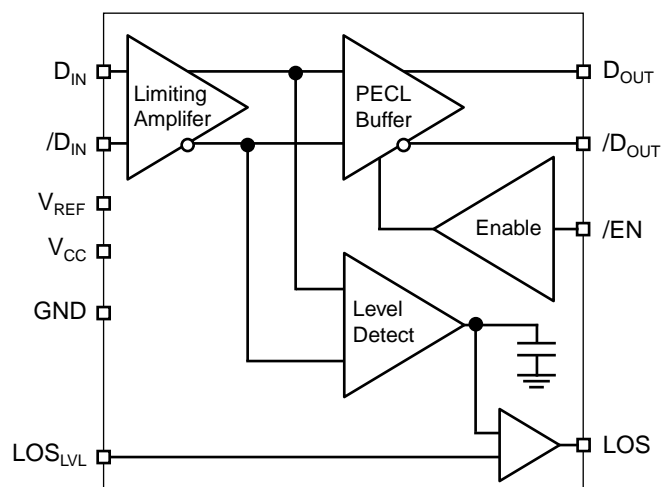 D_IN
Limiting
Amplifer
PECL
Buffer
D_OUT
/D_IN
/D_OUT
V_REF
Enable
/EN
V_CC
GND
Level
Detect
LOS_LVL
LOS